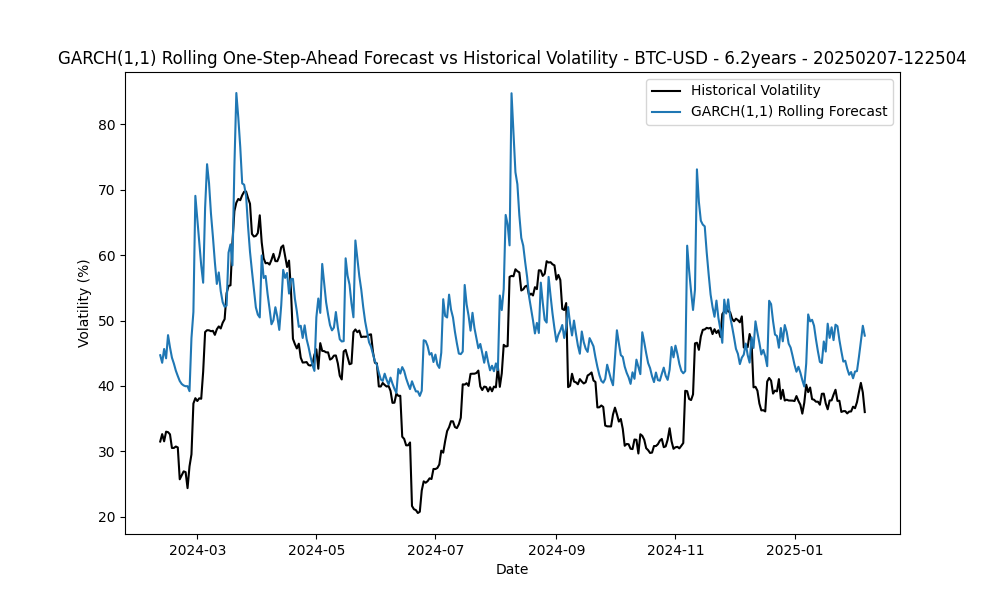 GARCH(1,1) Rolling One-Step-Ahead Forecast vs Historical Volatility - BTC-USD - 6.2years - 20250207-122504
Historical Volatility
GARCH(1,1) Rolling Forecast
80
70
60
50
40
30
20
Volatility (%)
2024-03 2024-05 2024-07 2024-09 2024-11 2025-01
Date